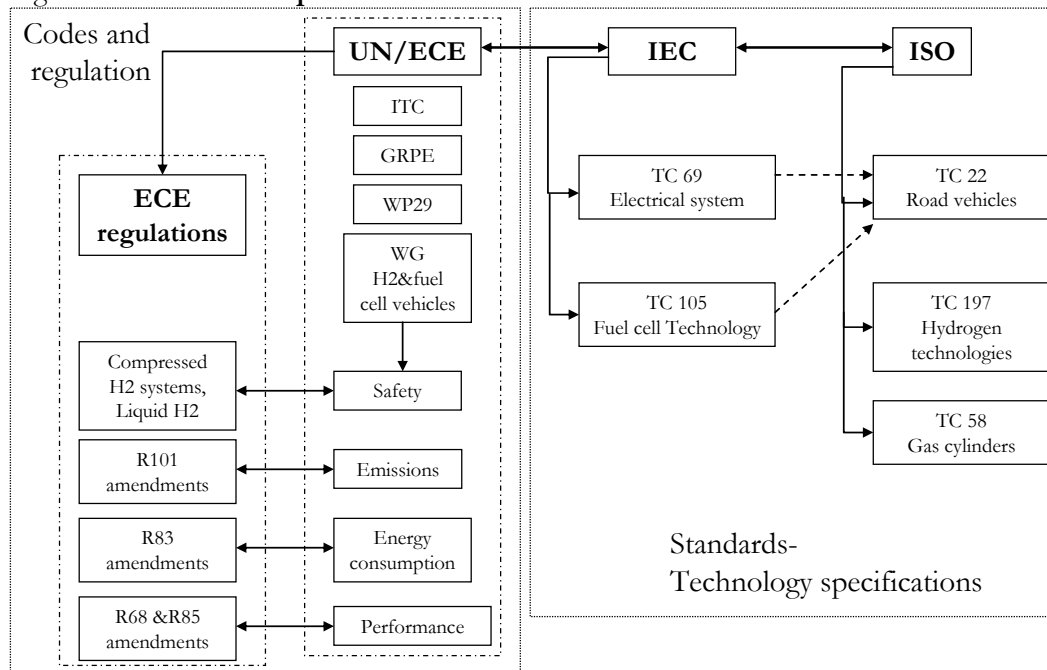 Codes and
regulation
UN/ECE
ITC
GRPE
WP29
WG
H2&fuel
cell vehicles
Safety
Emissions
Energy
consumption
Performance
ECE
regulations
Compressed
H2 systems,
Liquid H2
R101
amendments
R83
amendments
R68 &R85
amendments
IEC
ISO
TC 69
Electrical system
TC 105
Fuel cell Technology
TC 22
Road vehicles
TC 197
Hydrogen
technologies
TC 58
Gas cylinders
Standards-
Technology specifications